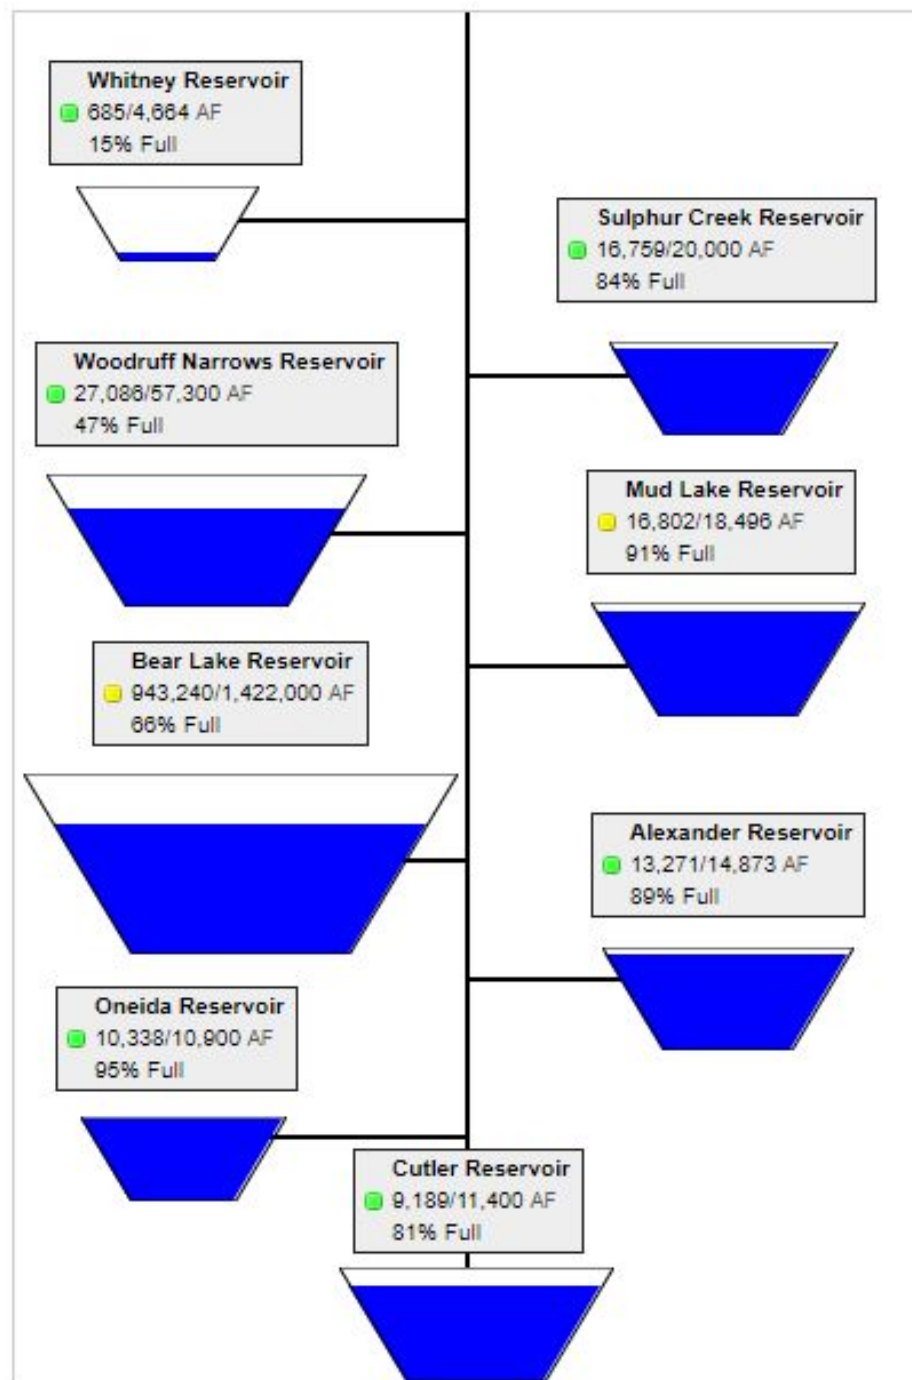 Whitney Reservoir
685/4,664 AF
15% Full
Sulphur Creek Reservoir
16,759/20,000 AF
84% Full
Woodruff Narrows Reservoir
27,086/57,300 AF
47% Full
Mud Lake Reservoir
16,802/18,496 AF
91% Full
Bear Lake Reservoir
943,240/1,422,000 AF
66% Full
Alexander Reservoir
13,271/14,873 AF
89% Full
Oneida Reservoir
10,338/10,900 AF
95% Full
Cutler Reservoir
9,189/11,400 AF
81% Full